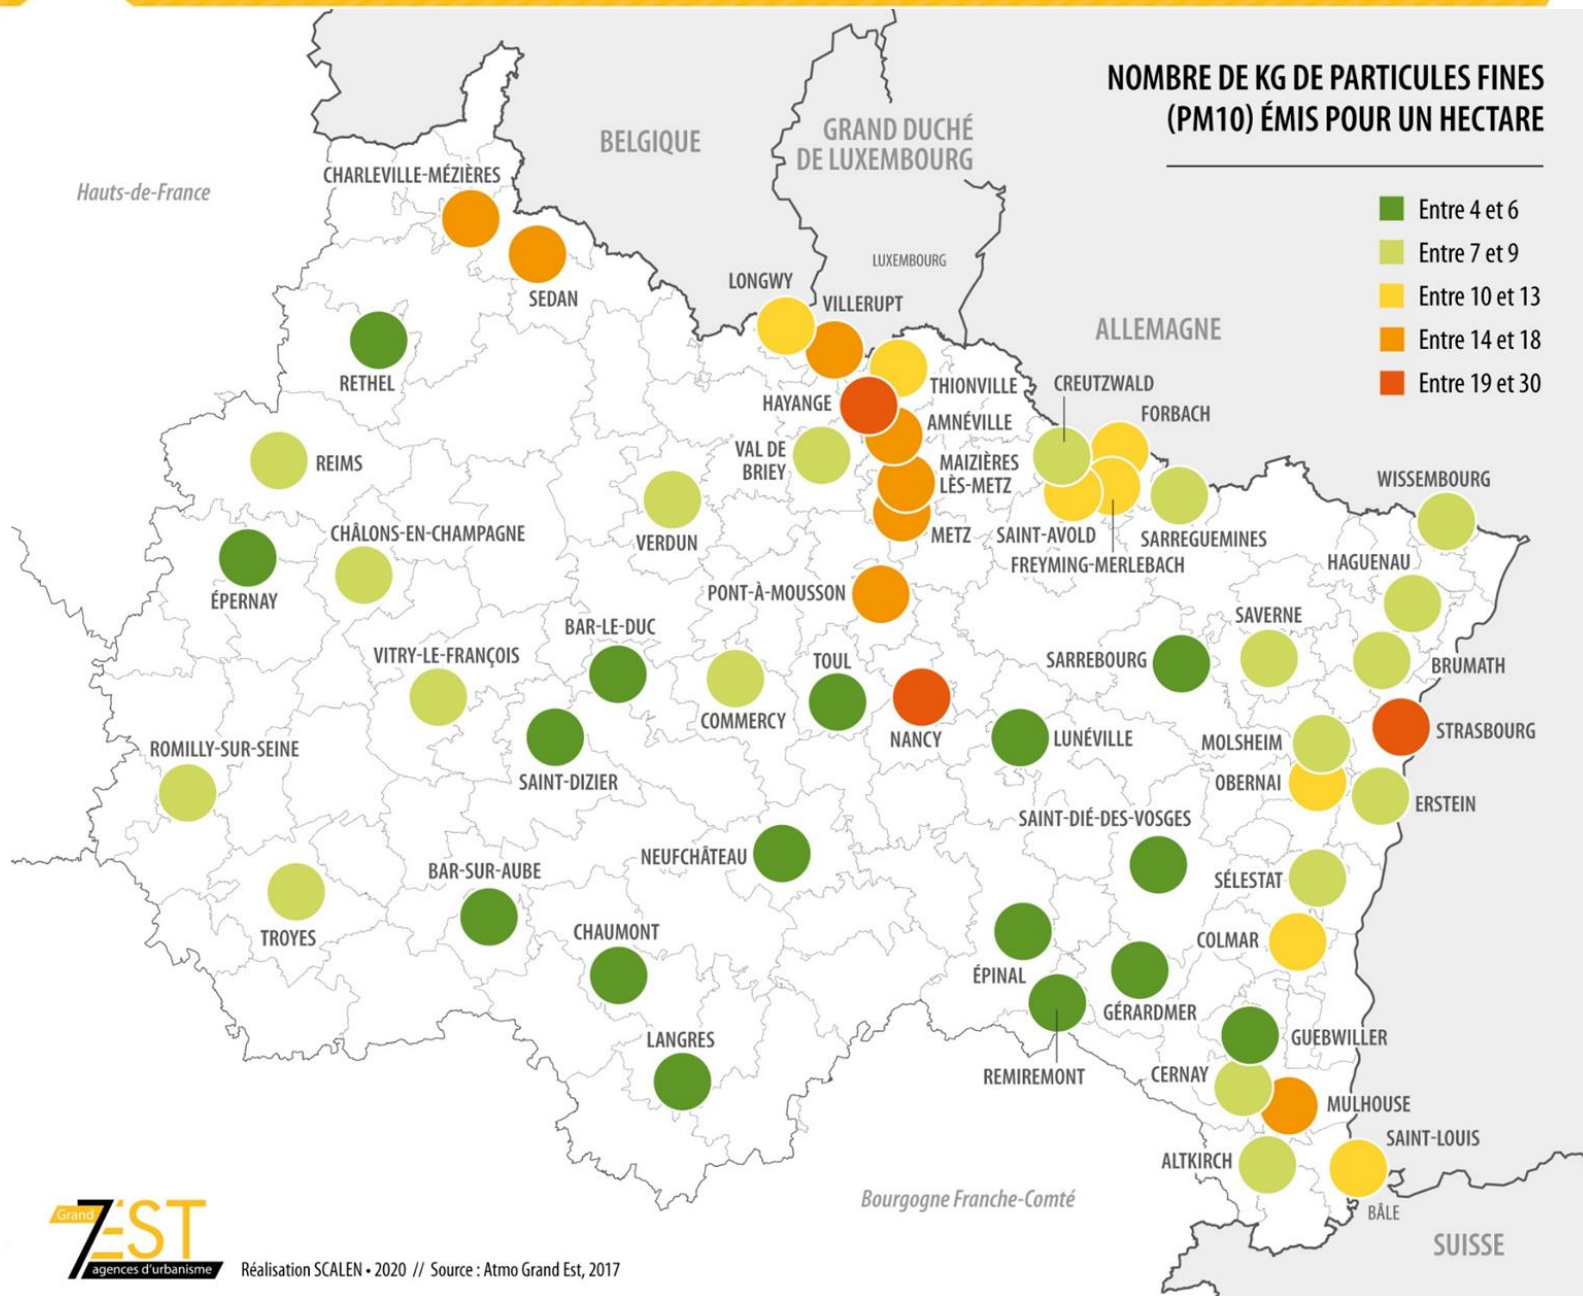 NOMBRE DE KG DE PARTICULES FINES
(PM10) ÉMIS POUR UN HECTARE
Entre 4 et 6
Entre 7 et 9
Entre 10 et 13
Entre 14 et 18
Entre 19 et 30
BELGIQUE
GRAND DUCHÉ
DE LUXEMBOURG
Hauts-de-France
CHARLEVILLE-MÉZIÈRES
LUXEMBOURG
LONGWY
SEDAN
VILLERUPT
ALLEMAGNE
RETHEL
THIONVILLE
CREUTZWALD
HAYANGE
FORBACH
AMNÉVILLE
VAL DE
BRIEY
REIMS
MAIZIÈRES
LÈS-METZ
WISSEMBOURG
CHÂLONS-EN-CHAMPAGNE
VERDUN
METZ
SAINT-AVOLD
SARREGUEMINES
FREYMING-MERLEBACH
HAGUENAU
ÉPERNAY
PONT-À-MOUSSON
SAVERNE
BAR-LE-DUC
VITRY-LE-FRANÇOIS
TOUL
SARREBOURG
BRUMATH
COMMERCY
NANCY
LUNÉVILLE
MOLSHEIM
STRASBOURG
ROMILLY-SUR-SEINE
SAINT-DIZIER
OBERNAI
ERSTEIN
SAINT-DIÉ-DES-VOSGES
NEUFCHÂTEAU
BAR-SUR-AUBE
SÉLESTAT
TROYES
CHAUMONT
COLMAR
ÉPINAL
GÉRARDMER
LANGRES
GUEBWILLER
REMIREMONT
CERNAY
MULHOUSE
SAINT-LOUIS
ALTKIRCH
Bourgogne Franche-Comté
BÂLE
SUISSE
Grand
7EST
agences d'urbanisme
Réalisation SCALEN • 2020 // Source : Atmo Grand Est, 2017